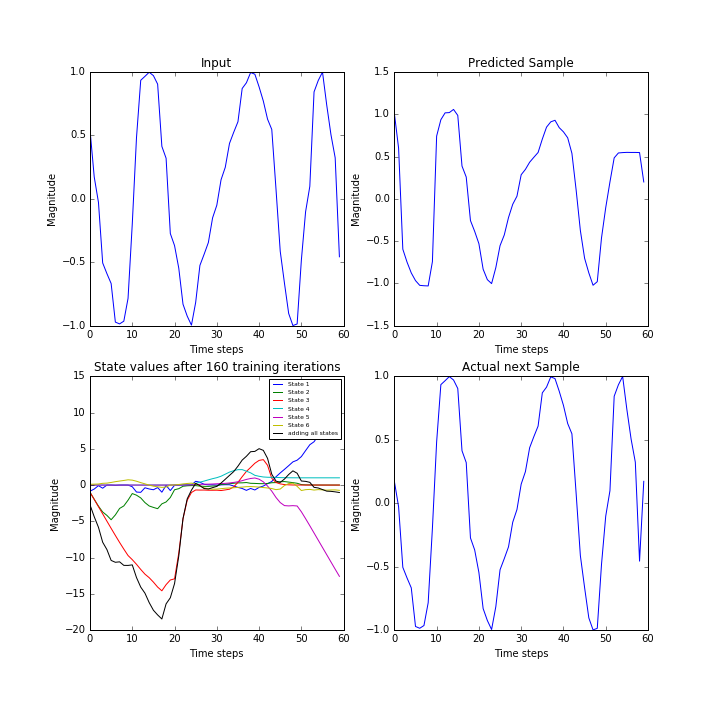 Input
Magnitude
1.0
0.5
0.0
−0.5
−1.0
0 10 20 30 40 50 60
Time steps
Predicted Sample
Magnitude
1.5
1.0
0.5
0.0
−0.5
−1.0
−1.5
0 10 20 30 40 50 60
Time steps
State values after 160 training iterations
Magnitude
15
10
5
0
−5
−10
−15
−20
0 10 20 30 40 50 60
Time steps
State 1
State 2
State 3
State 4
State 5
State 6
adding all states
Actual next Sample
Magnitude
1.0
0.5
0.0
−0.5
−1.0
0 10 20 30 40 50 60
Time steps